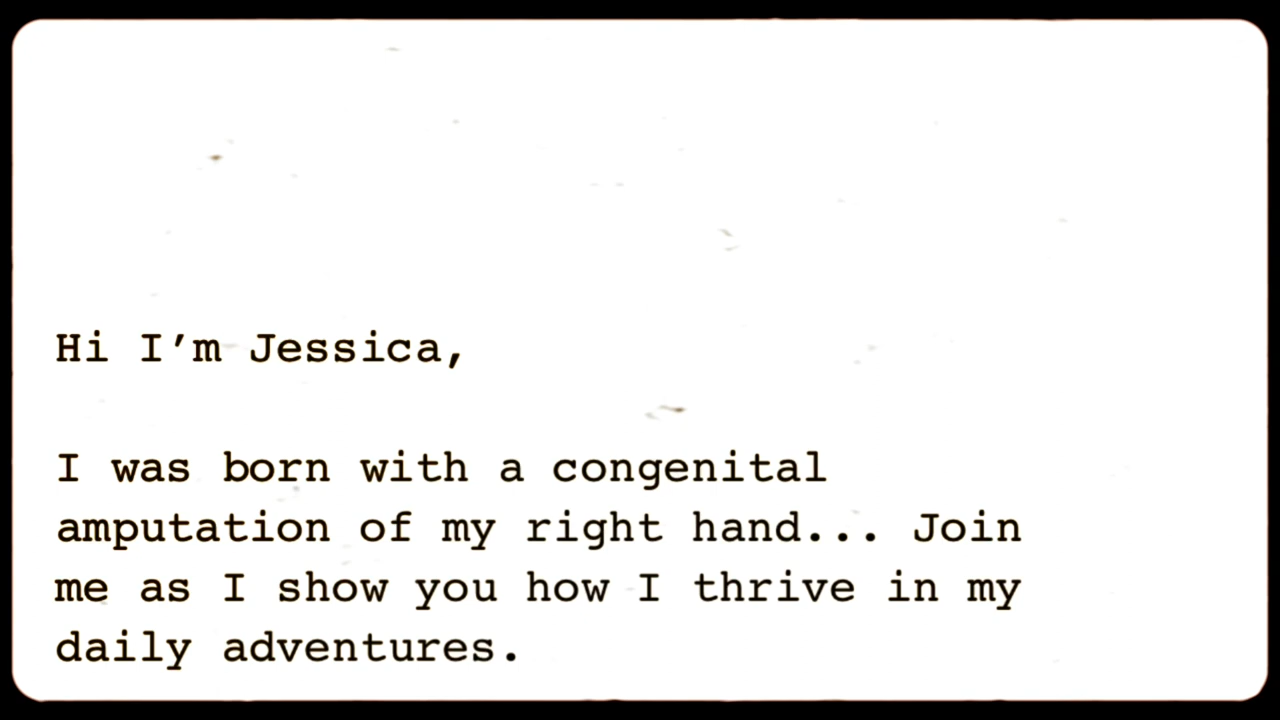 Hi I’m Jessica,
I was born with a congenital
amputation of my right hand... Join
me as I show you how I thrive in my
daily adventures.